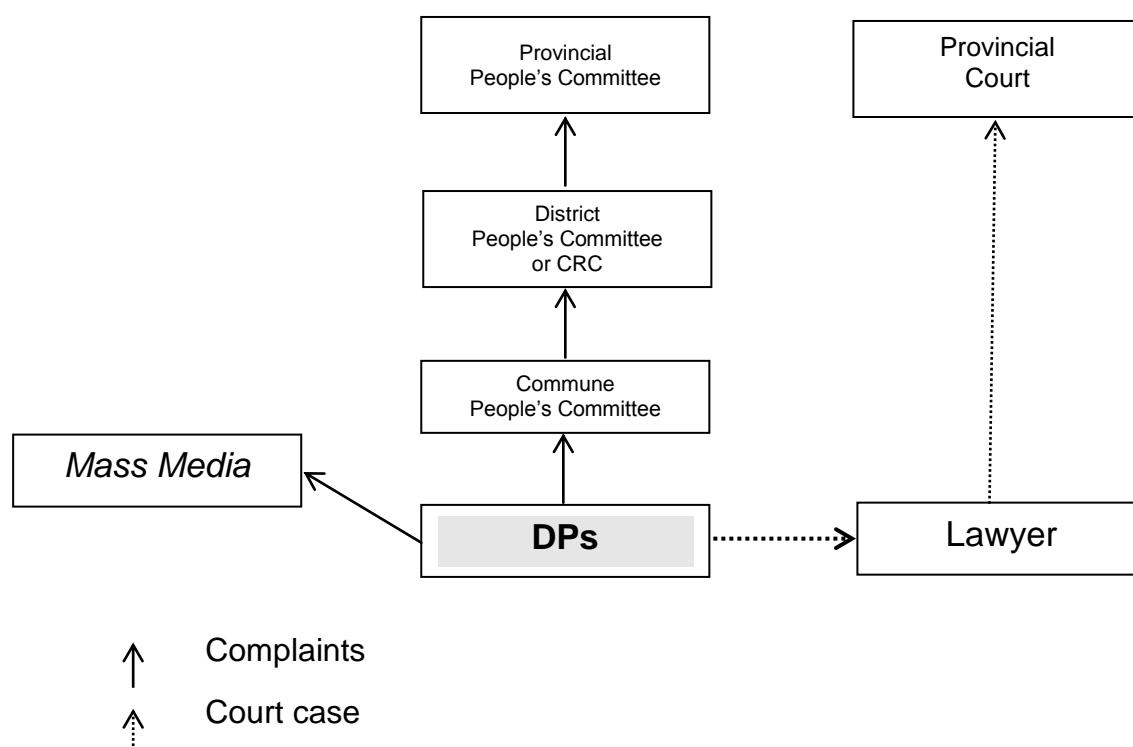 Provincial
People’s Committee
Provincial
Court
District
People’s Committee
or CRC
Commune
People’s Committee
Mass Media
DPs
Lawyer
Complaints
Court case